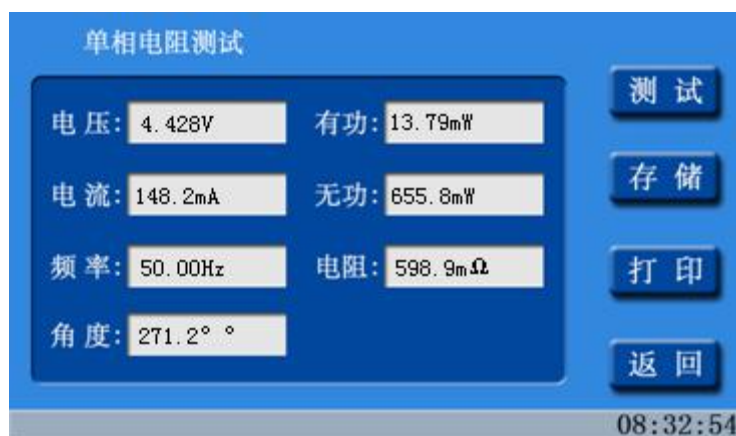 单相电阻测试
电压: 4.428V 有功: 13.79mW
电流: 148.2mA 无功: 655.8mW
频率: 50.00Hz 电阻: 598.9mΩ
角度: 271.2° °
测 试
存 储
打 印
返 回
08:32:54